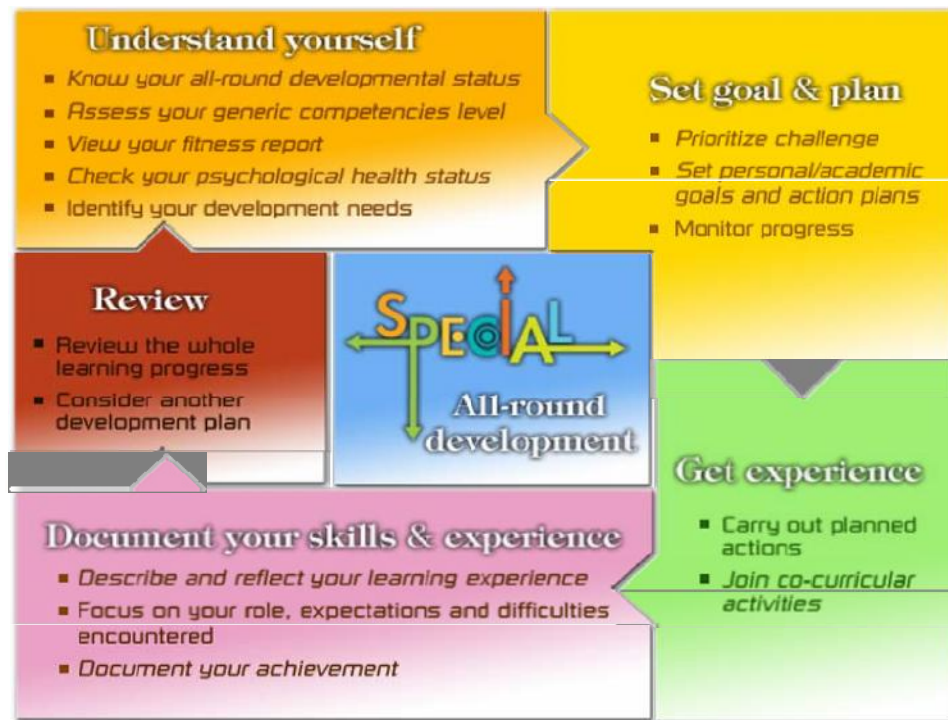 Understand yourself
▪ Know your all-round developmental status
▪ Assess your generic competencies level
▪ View your fitness report
▪ Check your psychological health status
▪ Identify your development needs
Set goal & plan
▪ Prioritize challenge
▪ Set personal/academic
goals and action plans
▪ Monitor progress
Get experience
▪ Carry out planned
actions
▪ Join co-curricular
activities
Document your skills & experience
▪ Describe and reflect your learning experience
▪ Focus on your role, expectations and difficulties
encountered
▪ Document your achievement
Review
▪ Review the whole
learning progress
▪ Consider another
development plan
SPECIAL
All-round
development